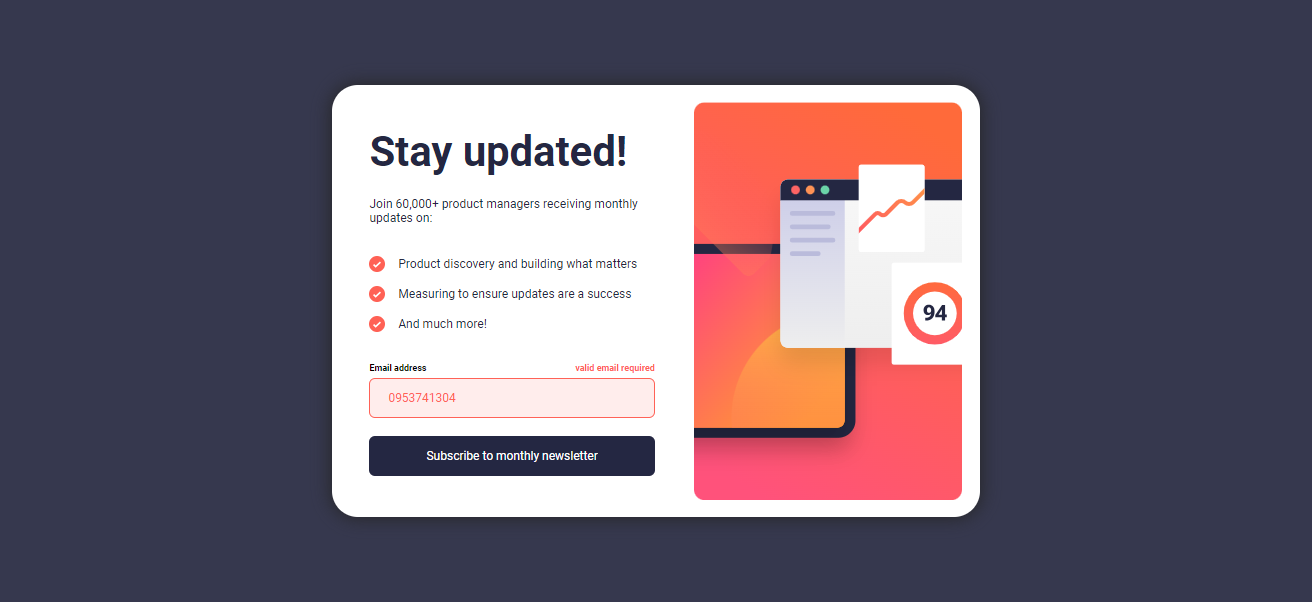 Stay updated!
Join 60,000+ product managers receiving monthly
updates on:
Product discovery and building what matters
Measuring to ensure updates are a success
And much more!
Email address valid email required
0953741304
Subscribe to monthly newsletter
94